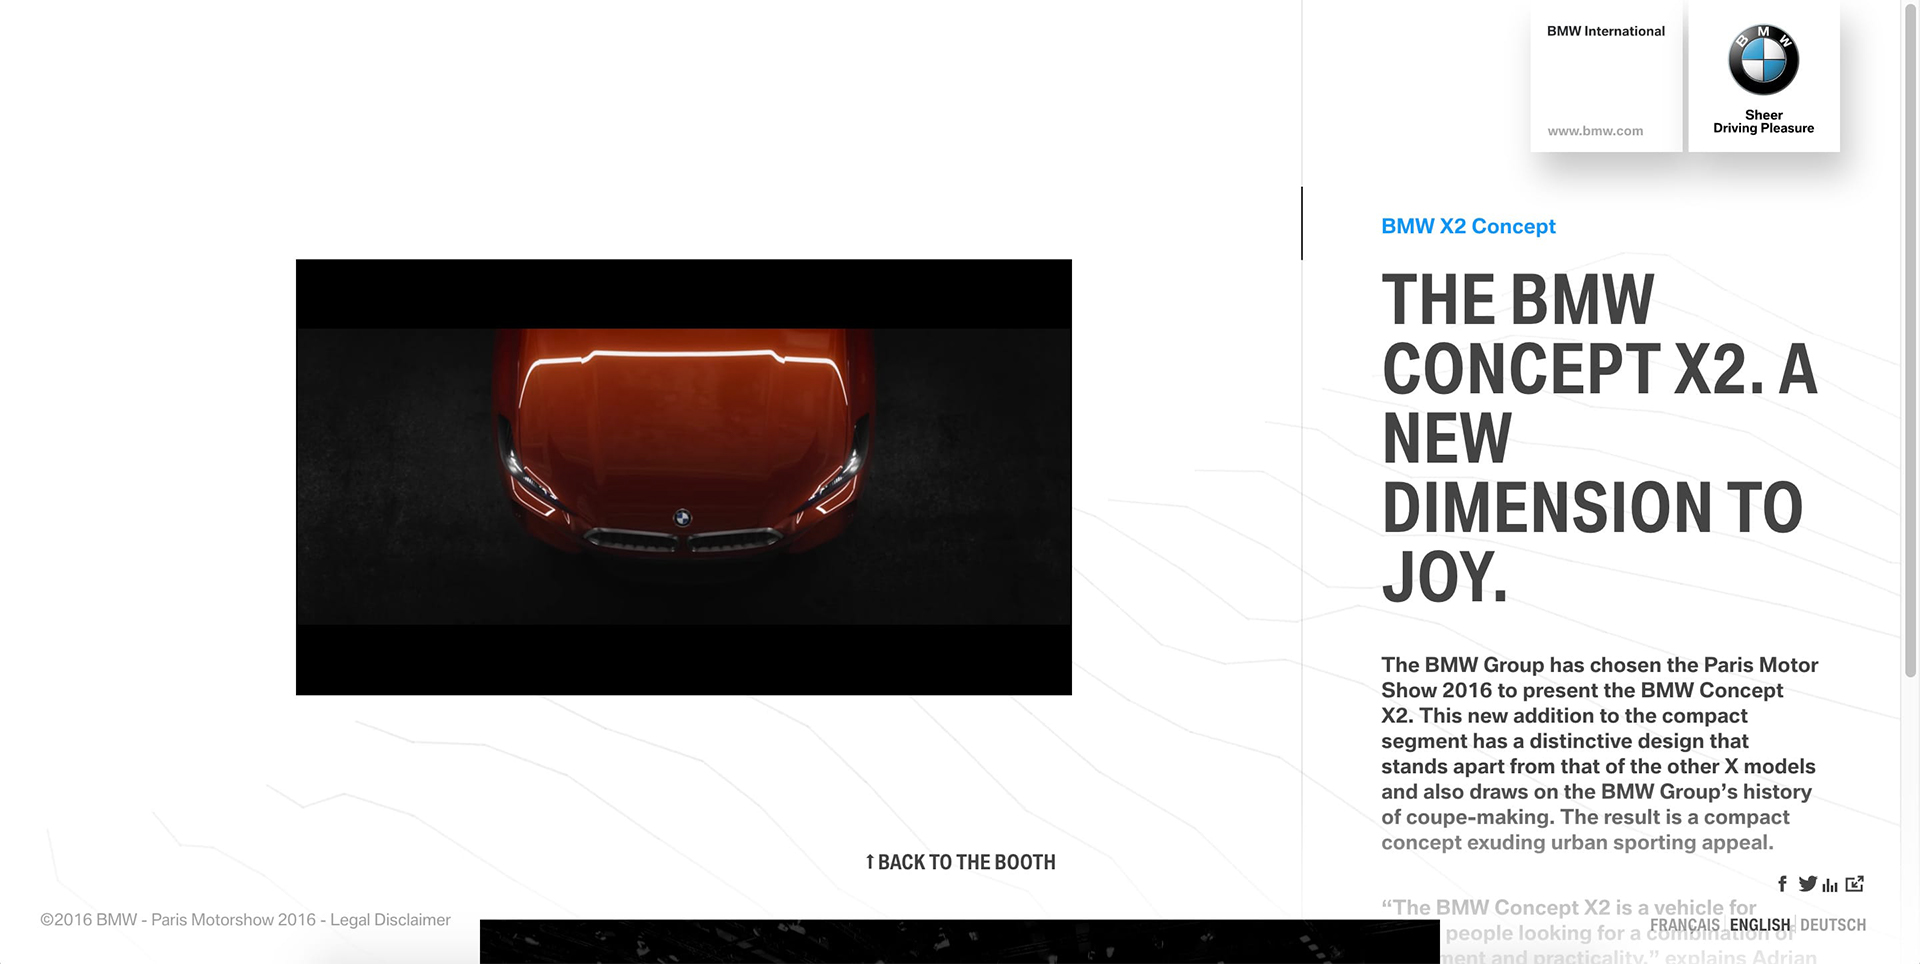 BMW International
www.bmw.com
BMW
Sheer
Driving Pleasure
BMW X2 Concept
THE BMW
CONCEPT X2. A
NEW
DIMENSION TO
JOY.
The BMW Group has chosen the Paris Motor
Show 2016 to present the BMW Concept
X2. This new addition to the compact
segment has a distinctive design that
stands apart from that of the other X models
and also draws on the BMW Group’s history
of coupe-making. The result is a compact
concept exuding urban sporting appeal.
“The BMW Concept X2 is a vehicle for
people looking for a combination of
ment and practicality,” explains Adrian
↑ BACK TO THE BOOTH
©2016 BMW - Paris Motorshow 2016 - Legal Disclaimer
FRANÇAIS | ENGLISH | DEUTSCH